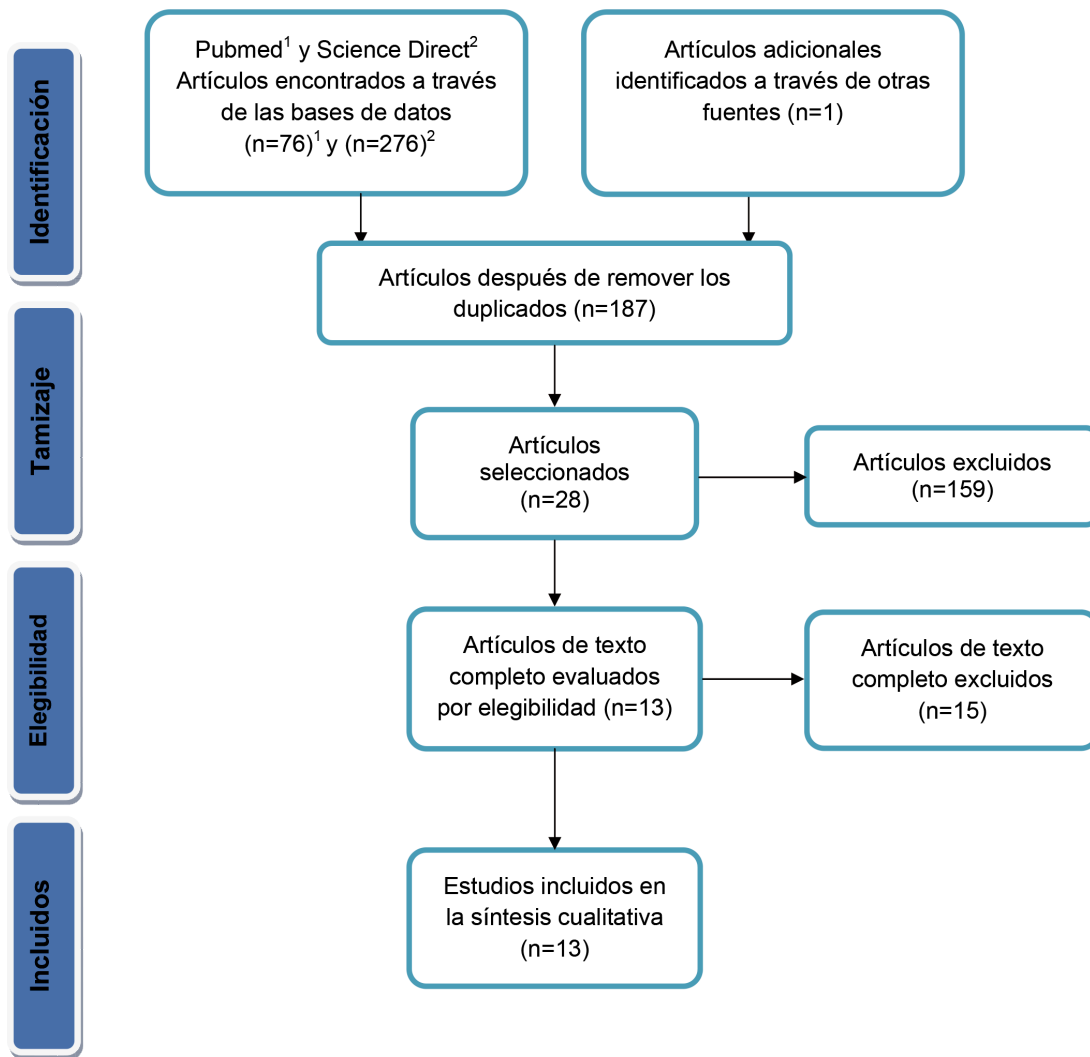 Identificación
Pubmed¹ y Science Direct²
Artículos encontrados a través
de las bases de datos
(n=76)¹ y (n=276)²
Artículos adicionales
identificados a través de otras
fuentes (n=1)
Artículos después de remover los
duplicados (n=187)
Tamizaje
Artículos
seleccionados
(n=28)
Artículos excluidos
(n=159)
Elegibilidad
Artículos de texto
completo evaluados
por elegibilidad (n=13)
Artículos de texto
completo excluidos
(n=15)
Incluidos
Estudios incluidos en
la síntesis cualitativa
(n=13)